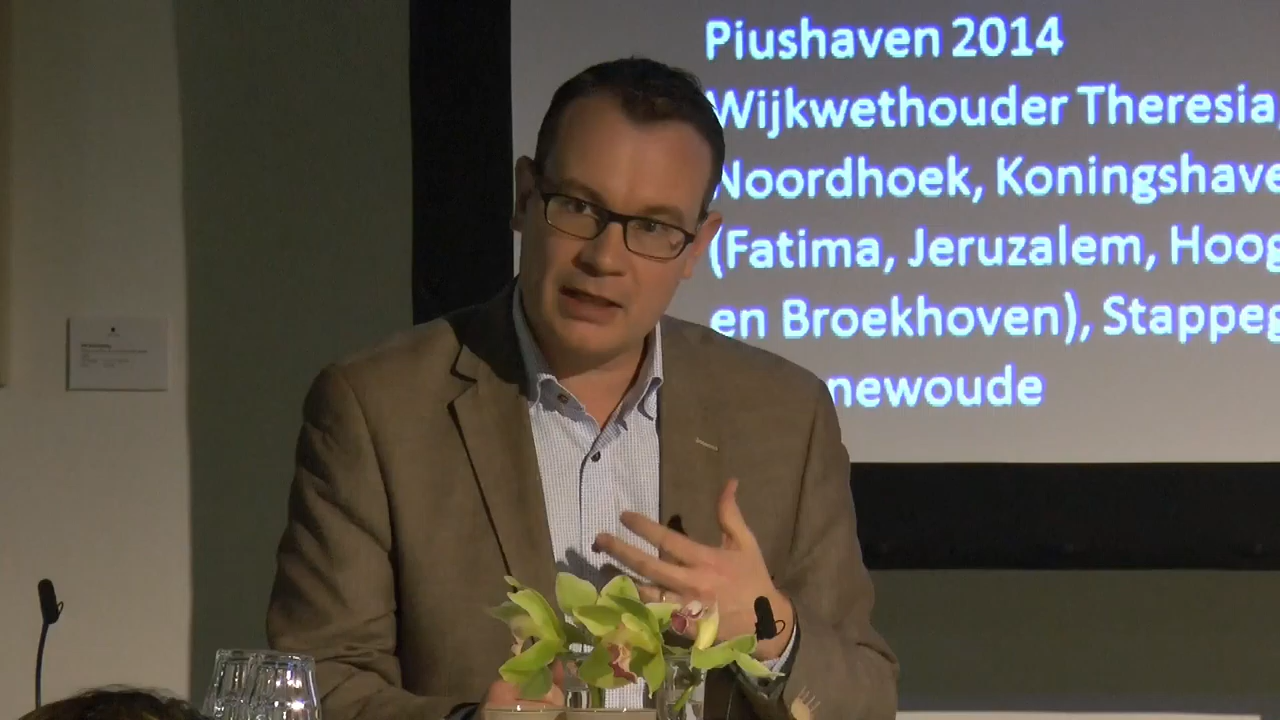 Piushaven 2014
Wijkwethouder Theresia,
Noordhoek, Koningshave
(Fatima, Jeruzalem, Hoog
en Broekhoven), Stappeg
newoude